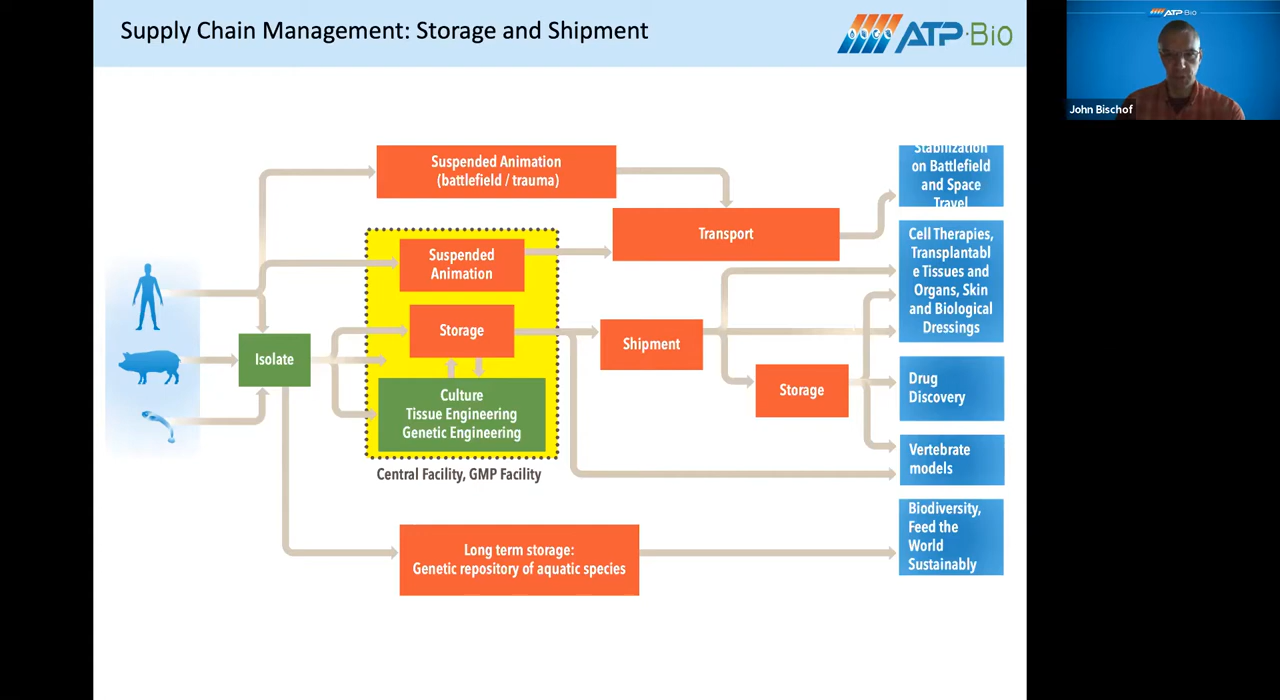 Supply Chain Management: Storage and Shipment
ATP·Bio
ATP·Bio
John Bischof
Suspended Animation
(battlefield / trauma)
Stabilization
on Battlefield
and Space
Travel
Transport
Cell Therapies,
Transplantabl
e Tissues and
Organs, Skin
and Biological
Dressings
Suspended
Animation
Storage
Isolate
Shipment
Storage
Drug
Discovery
Culture
Tissue Engineering
Genetic Engineering
Vertebrate
models
Central Facility, GMP Facility
Biodiversity,
Feed the
World
Sustainably
Long term storage:
Genetic repository of aquatic species